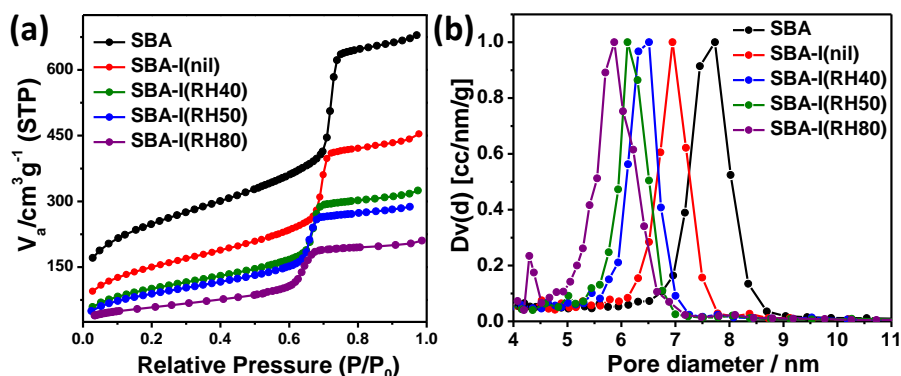 (a)
SBA
SBA-I(nil)
SBA-I(RH40)
SBA-I(RH50)
SBA-I(RH80)
600
450
300
150
0.0 0.2 0.4 0.6 0.8 1.0
Relative Pressure (P/P₀)
Vₐ/cm³g⁻¹ (STP)
(b)
SBA
SBA-I(nil)
SBA-I(RH40)
SBA-I(RH50)
SBA-I(RH80)
1.0
0.8
0.6
0.4
0.2
0.0
4 5 6 7 8 9 10 11
Pore diameter / nm
Dv(d) [cc/nm/g]